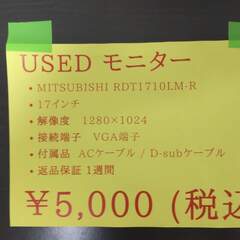 USED モニター
• MITSUBISHI RDT1710LM-R
• 17インチ
• 解像度 1280×1024
• 接続端子 VGA端子
• 付属品 ACケーブル / D-subケーブル
• 返品保証 1週間
¥5,000 (税込